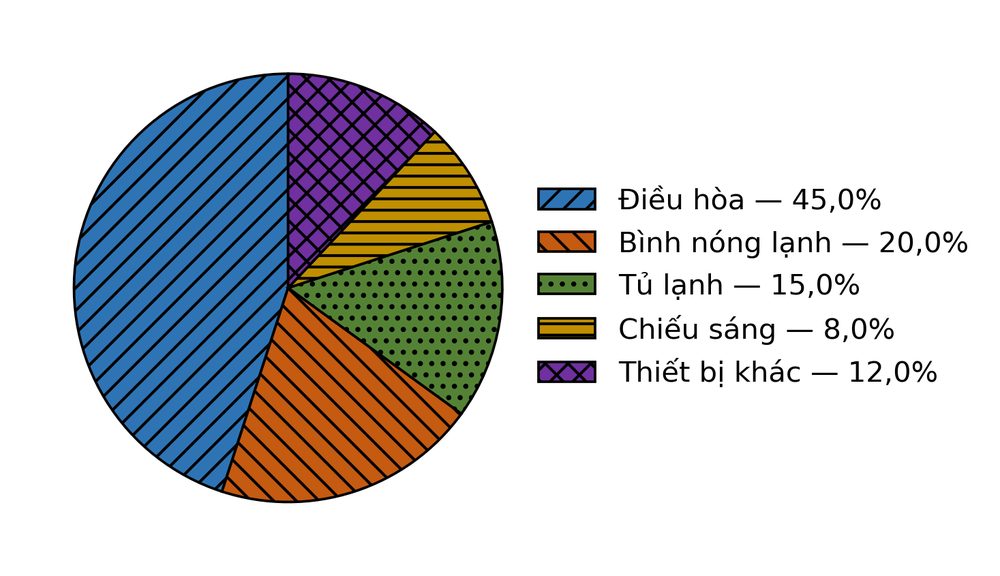 Điều hòa — 45,0%
Bình nóng lạnh — 20,0%
Tủ lạnh — 15,0%
Chiếu sáng — 8,0%
Thiết bị khác — 12,0%